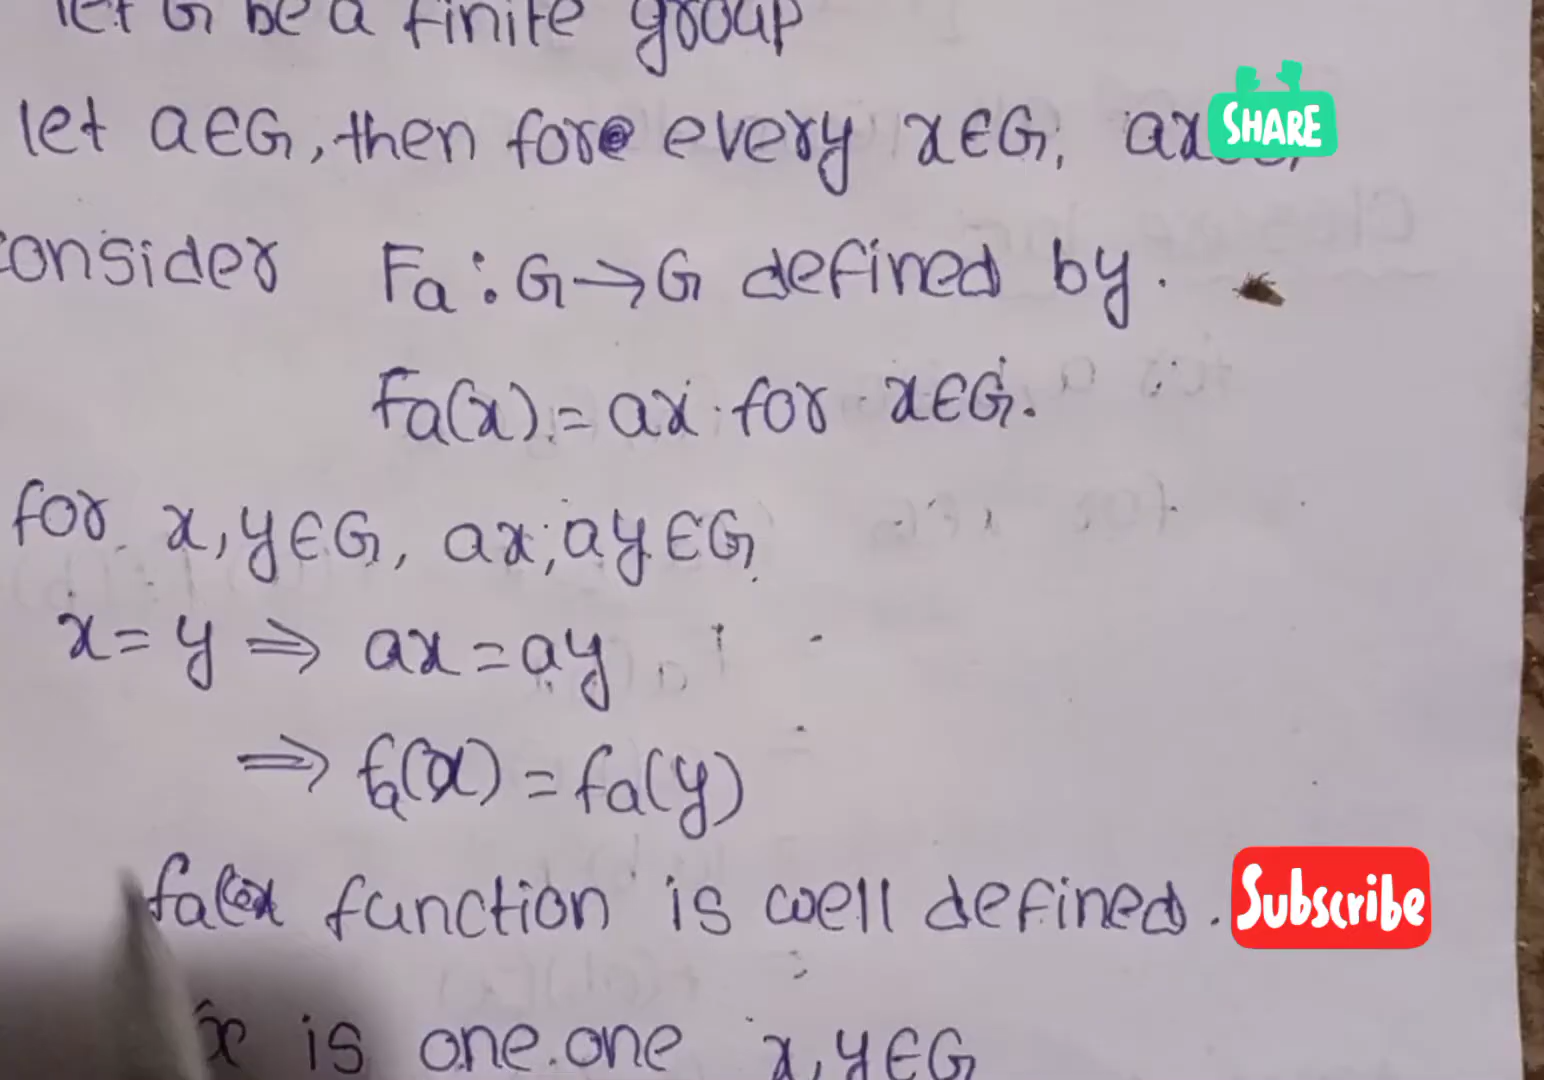 let G be a finite group
let a∈G, then fore every x∈G, ax
SHARE
consider Fa : G→G defined by.
Fa(x) = ax for x∈G.
for x, y∈G, ax, ay∈G
x = y ⇒ ax = ay
⇒ fa(x) = fa(y)
fa(x function is well defined.
Subscribe
x is one.one x, y∈G